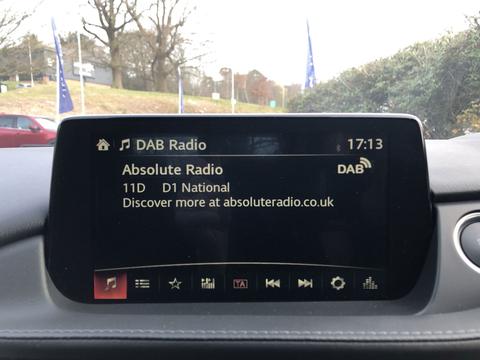 DAB Radio 17:13
Absolute Radio DAB
11D D1 National
Discover more at absoluteradio.co.uk
TA